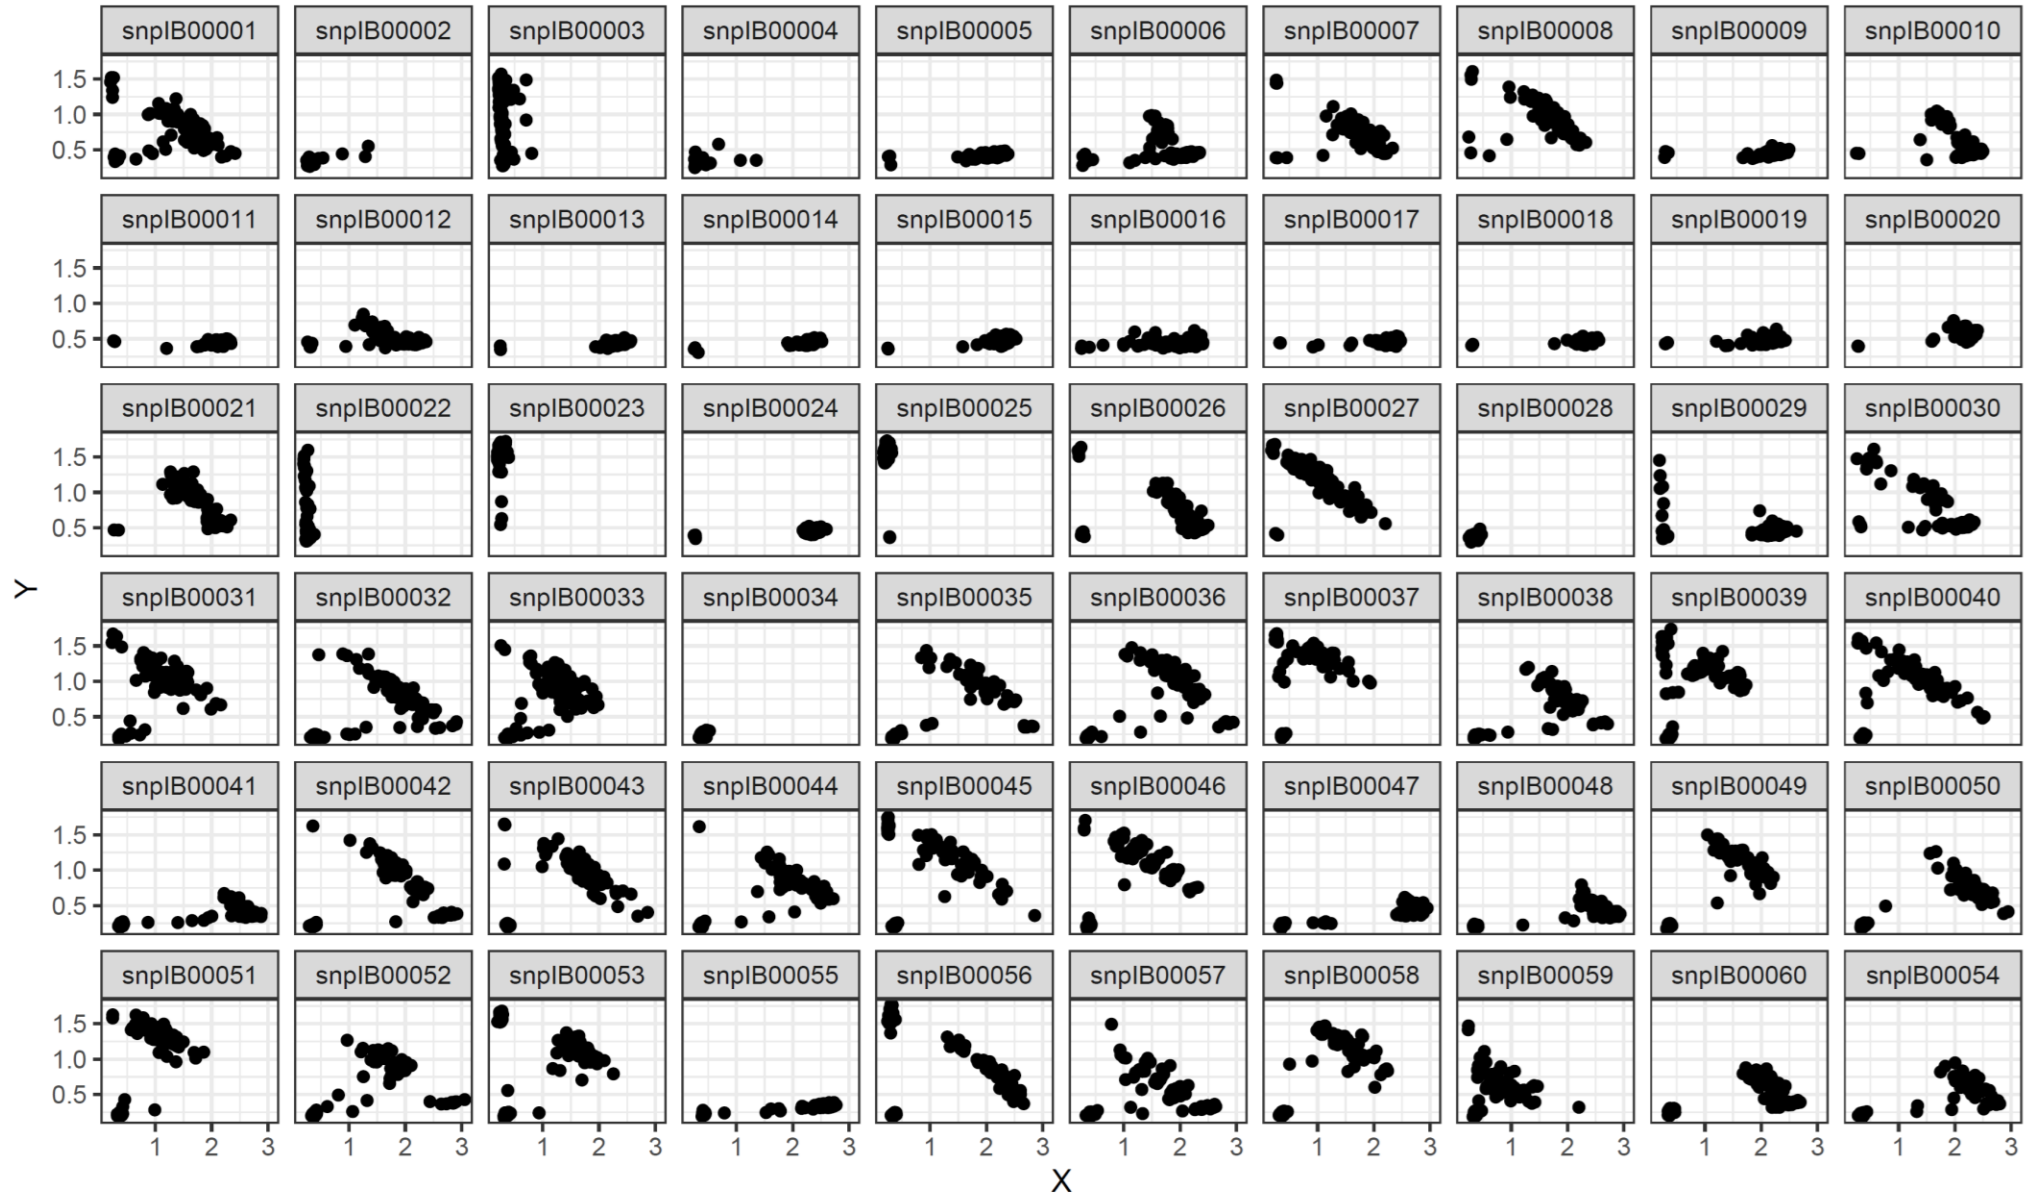 snpIB00001 snpIB00002 snpIB00003 snpIB00004 snpIB00005 snpIB00006 snpIB00007 snpIB00008 snpIB00009 snpIB00010
1.5
1.0
0.5
snpIB00011 snpIB00012 snpIB00013 snpIB00014 snpIB00015 snpIB00016 snpIB00017 snpIB00018 snpIB00019 snpIB00020
1.5
1.0
0.5
snpIB00021 snpIB00022 snpIB00023 snpIB00024 snpIB00025 snpIB00026 snpIB00027 snpIB00028 snpIB00029 snpIB00030
1.5
1.0
0.5
Y
snpIB00031 snpIB00032 snpIB00033 snpIB00034 snpIB00035 snpIB00036 snpIB00037 snpIB00038 snpIB00039 snpIB00040
1.5
1.0
0.5
snpIB00041 snpIB00042 snpIB00043 snpIB00044 snpIB00045 snpIB00046 snpIB00047 snpIB00048 snpIB00049 snpIB00050
1.5
1.0
0.5
snpIB00051 snpIB00052 snpIB00053 snpIB00055 snpIB00056 snpIB00057 snpIB00058 snpIB00059 snpIB00060 snpIB00054
1.5
1.0
0.5
1 2 3 1 2 3 1 2 3 1 2 3 1 2 3 1 2 3 1 2 3 1 2 3 1 2 3 1 2 3
X